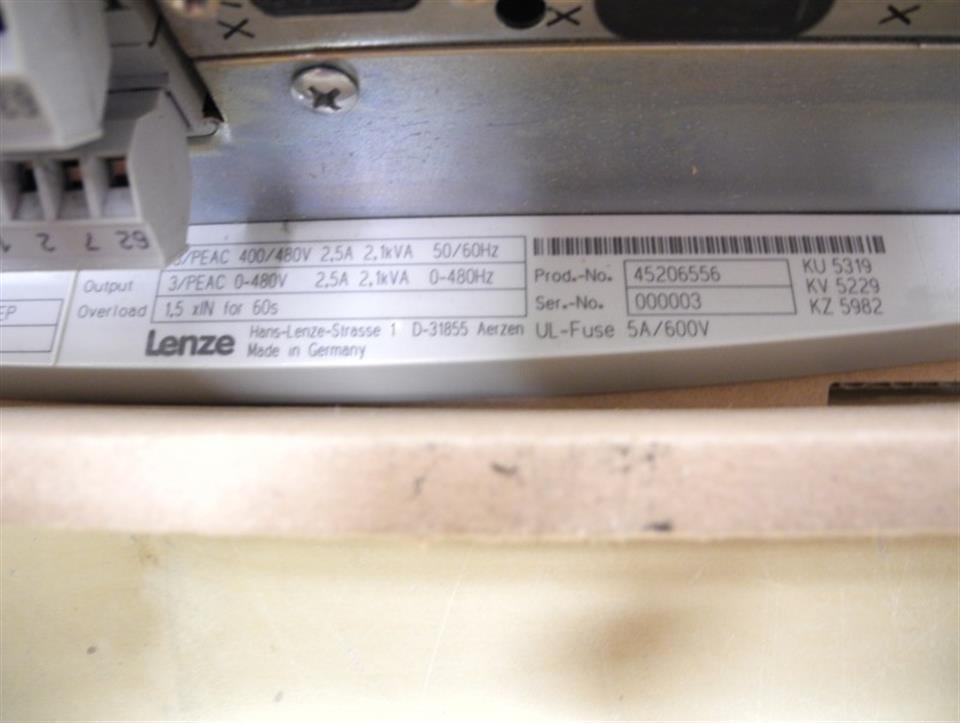 62 7 2 1
3/PEAC 400/480V 2,5A 2,1kVA 50/60Hz
Output 3/PEAC 0-480V 2,5A 2,1kVA 0-480Hz
Overload 1,5 xIN for 60s
EP
Lenze Hans-Lenze-Strasse 1 D-31855 Aerzen
Made in Germany
Prod.-No. 45206556
Ser.-No. 000003
UL-Fuse 5A/600V
KU 5319
KV 5229
KZ 5982